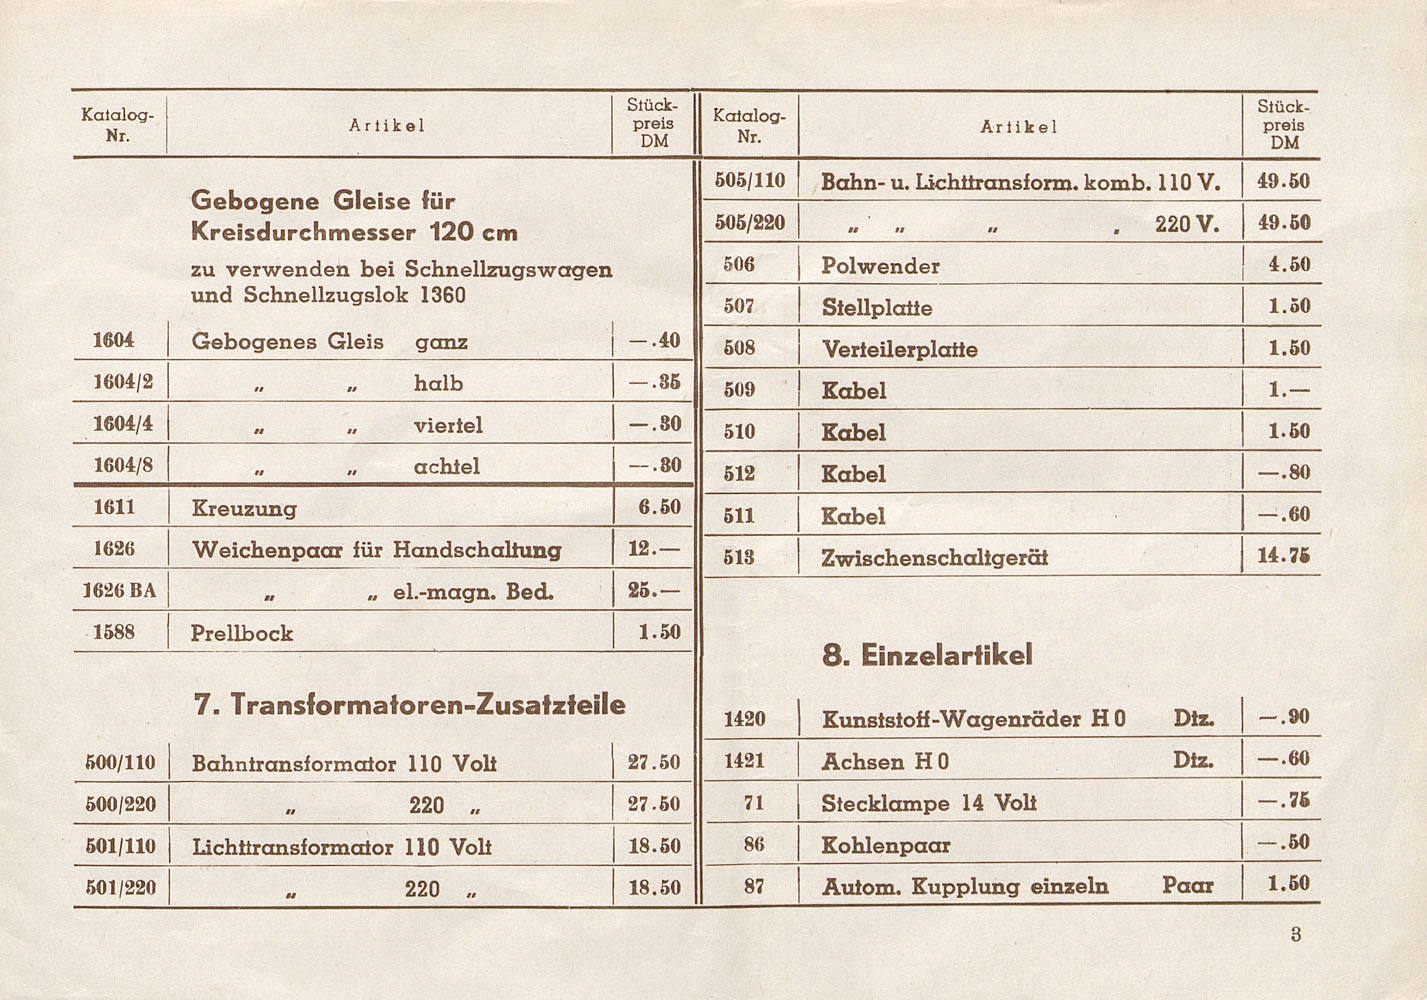 Katalog-Nr. Artikel Stückpreis DM
Gebogene Gleise für
Kreisdurchmesser 120 cm
zu verwenden bei Schnellzugswagen
und Schnellzugslok 1360
1604 Gebogenes Gleis ganz —.40
1604/2 „ „ halb —.35
1604/4 „ „ viertel —.30
1604/8 „ „ achtel —.30
1611 Kreuzung 6.50
1626 Weichenpaar für Handschaltung 12.—
1626 BA „ „ el.-magn. Bed. 25.—
1588 Prellbock 1.50
7. Transformatoren-Zusatzteile
500/110 Bahntransformator 110 Volt 27.50
500/220 „ 220 „ 27.50
501/110 Lichttransformator 110 Volt 18.50
501/220 „ 220 „ 18.50
Katalog-Nr. Artikel Stückpreis DM
505/110 Bahn- u. Lichttransform. komb. 110 V. 49.50
505/220 „ „ „ „ 220 V. 49.50
506 Polwender 4.50
507 Stellplatte 1.50
508 Verteilerplatte 1.50
509 Kabel 1.—
510 Kabel 1.50
512 Kabel —.80
511 Kabel —.60
513 Zwischenschaltgerät 14.75
8. Einzelartikel
1420 Kunststoff-Wagenräder H 0 Dtz. —.90
1421 Achsen H 0 Dtz. —.60
71 Stecklampe 14 Volt —.75
86 Kohlenpaar —.50
87 Autom. Kupplung einzeln Paar 1.50
3